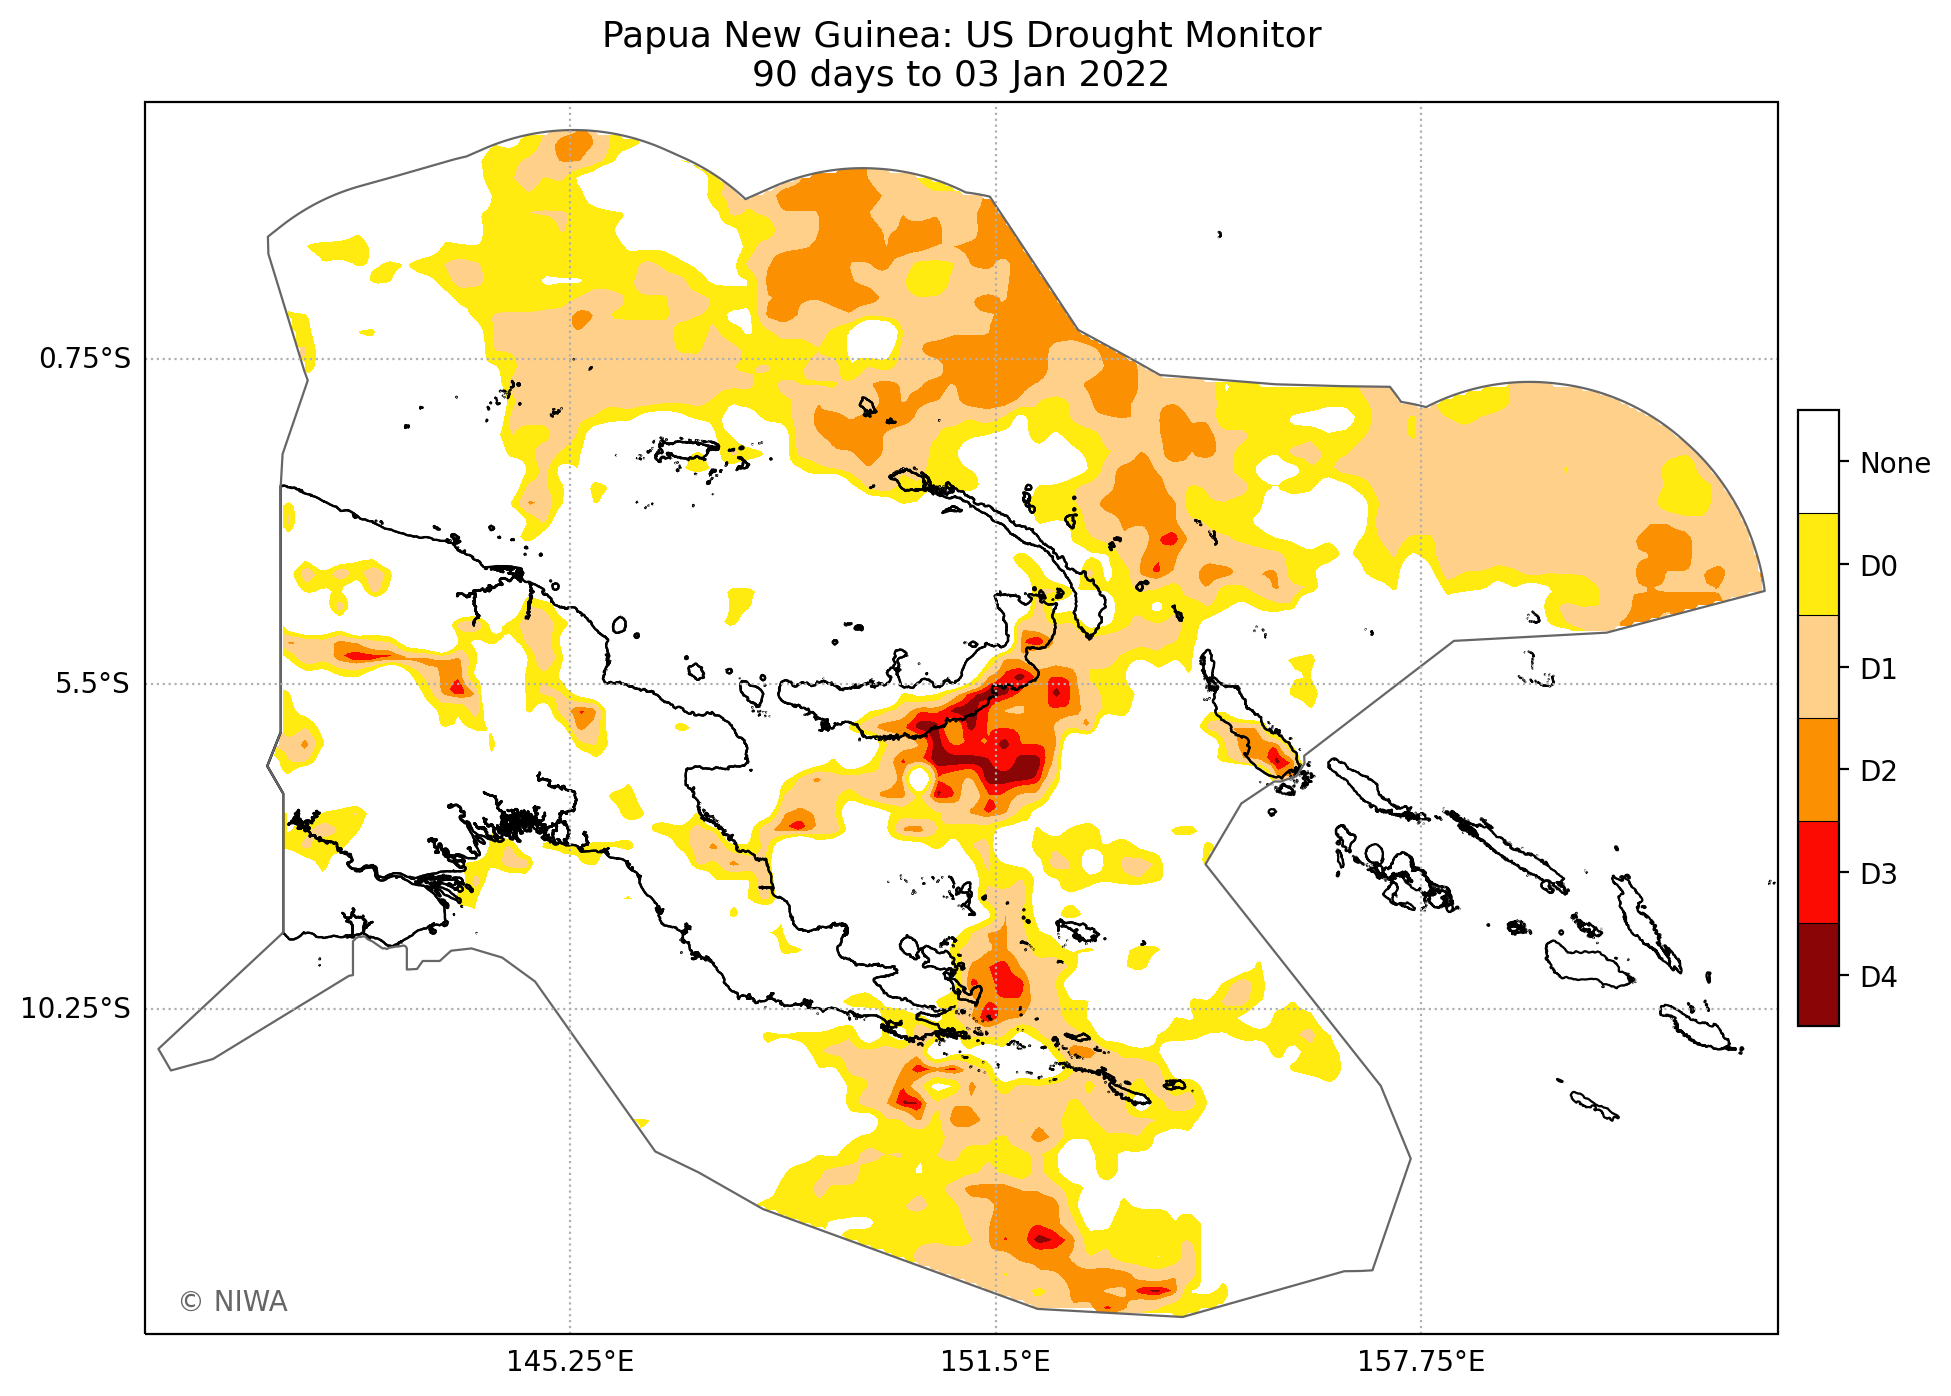 Papua New Guinea: US Drought Monitor
90 days to 03 Jan 2022
0.75°S
5.5°S
10.25°S
145.25°E
151.5°E
157.75°E
None
D0
D1
D2
D3
D4
© NIWA